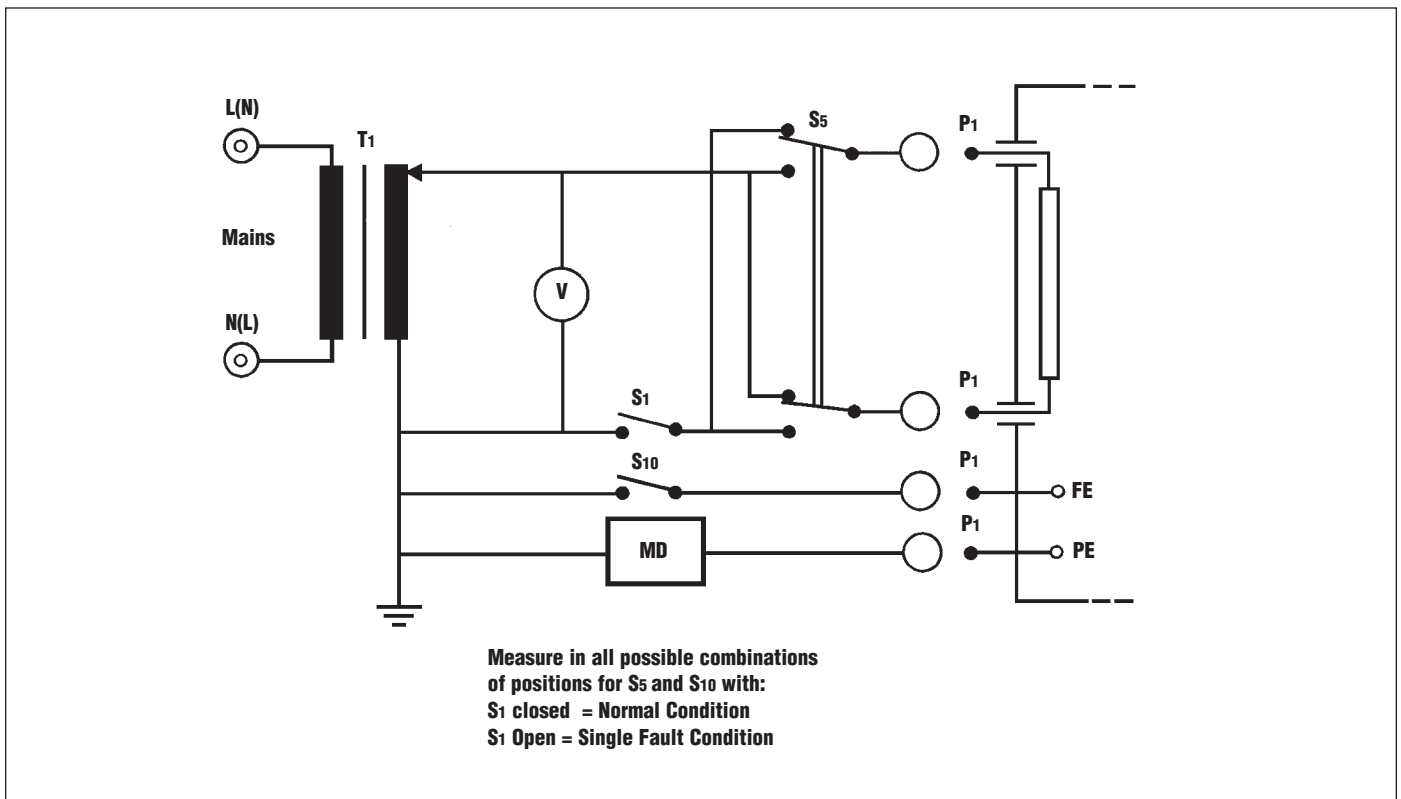 L(N)
T1
S5
P1
Mains
V
N(L)
S1
P1
S10
P1
FE
P1
MD
PE
Measure in all possible combinations
of positions for S5 and S10 with:
S1 closed = Normal Condition
S1 Open = Single Fault Condition